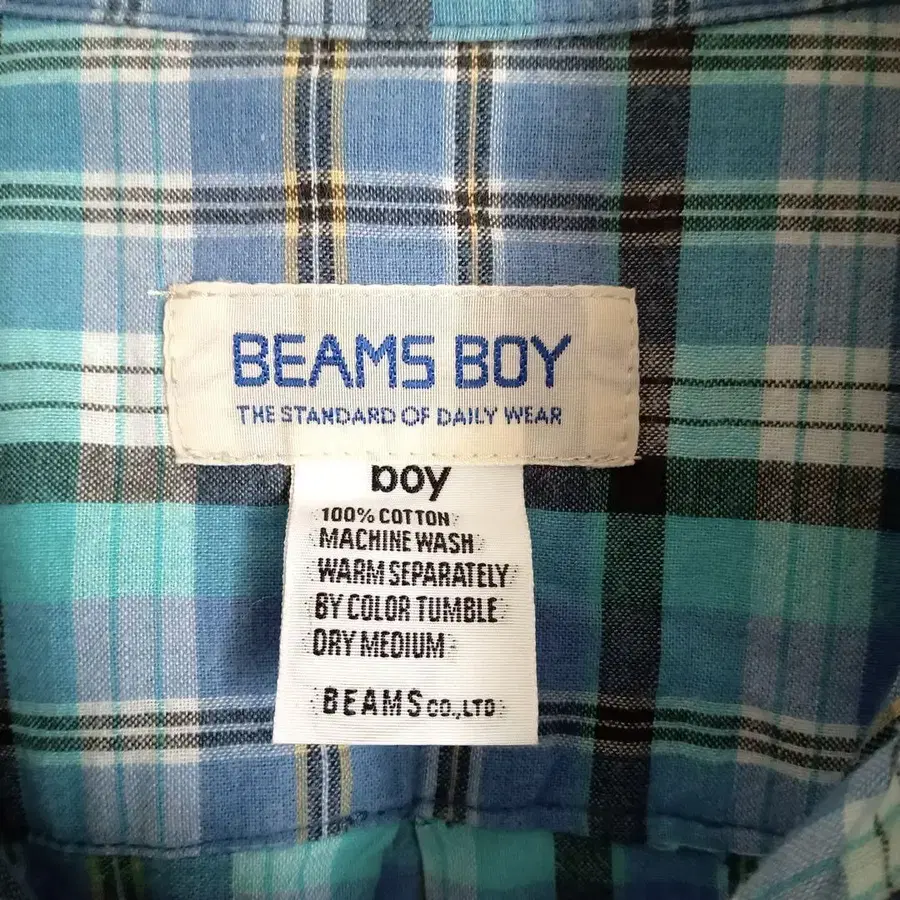 BEAMS BOY
THE STANDARD OF DAILY WEAR
boy
100% COTTON
MACHINE WASH
WARM SEPARATELY
BY COLOR TUMBLE
DRY MEDIUM
BEAMS CO.,LTD